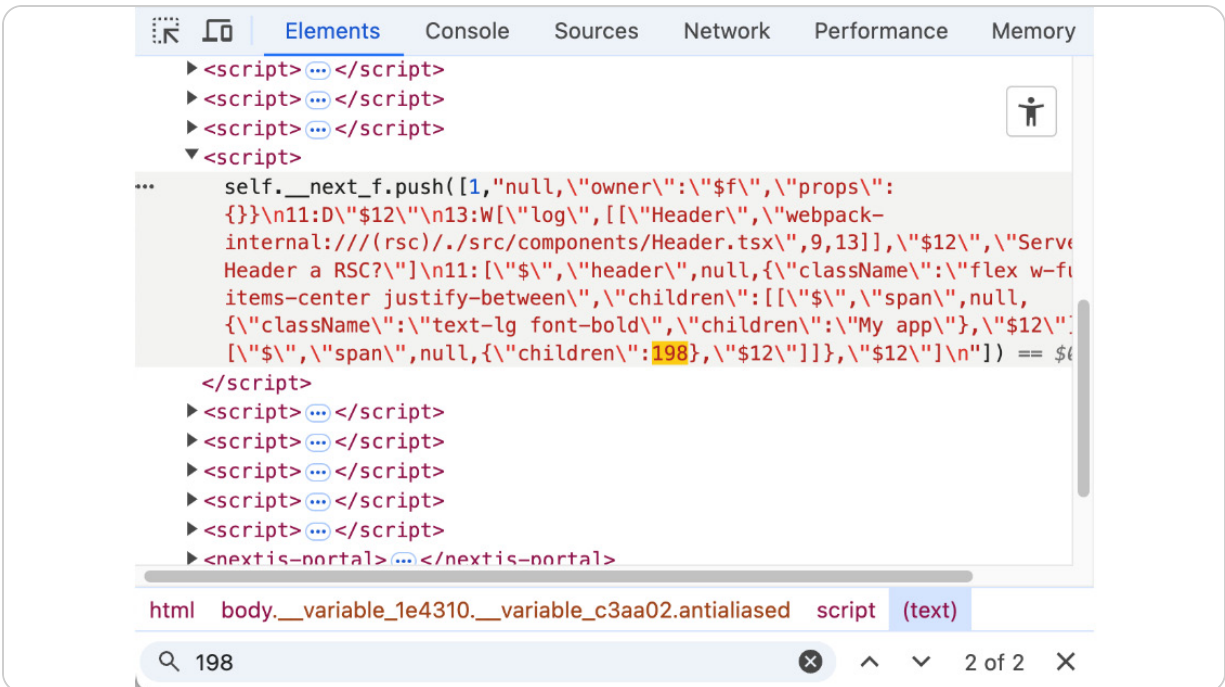 Elements Console Sources Network Performance Memory
<script>…</script>
<script>…</script>
<script>…</script>
<script>
self.__next_f.push([1,"null,\"owner\":\"$f\",\"props\":
{}}\n11:D\"$12\"\n13:W[\"log\",[[\"Header\",\"webpack-
internal:///(rsc)/./src/components/Header.tsx\",9,13]],\"$12\",\"Serve
Header a RSC?\"]\n11:[\"$\",\"header\",null,{\"className\":\"flex w-fu
items-center justify-between\",\"children\":[[\"$\",\"span\",null,
{\"className\":\"text-lg font-bold\",\"children\":\"My app\"},\"$12\"]
[\"$\",\"span\",null,{\"children\":198},\"$12\"]]},\"$12\"]\n"]) == $0
</script>
<script>…</script>
<script>…</script>
<script>…</script>
<script>…</script>
<script>…</script>
<nextjs-portal>…</nextjs-portal>
html body.__variable_1e4310.__variable_c3aa02.antialiased script (text)
198 2 of 2